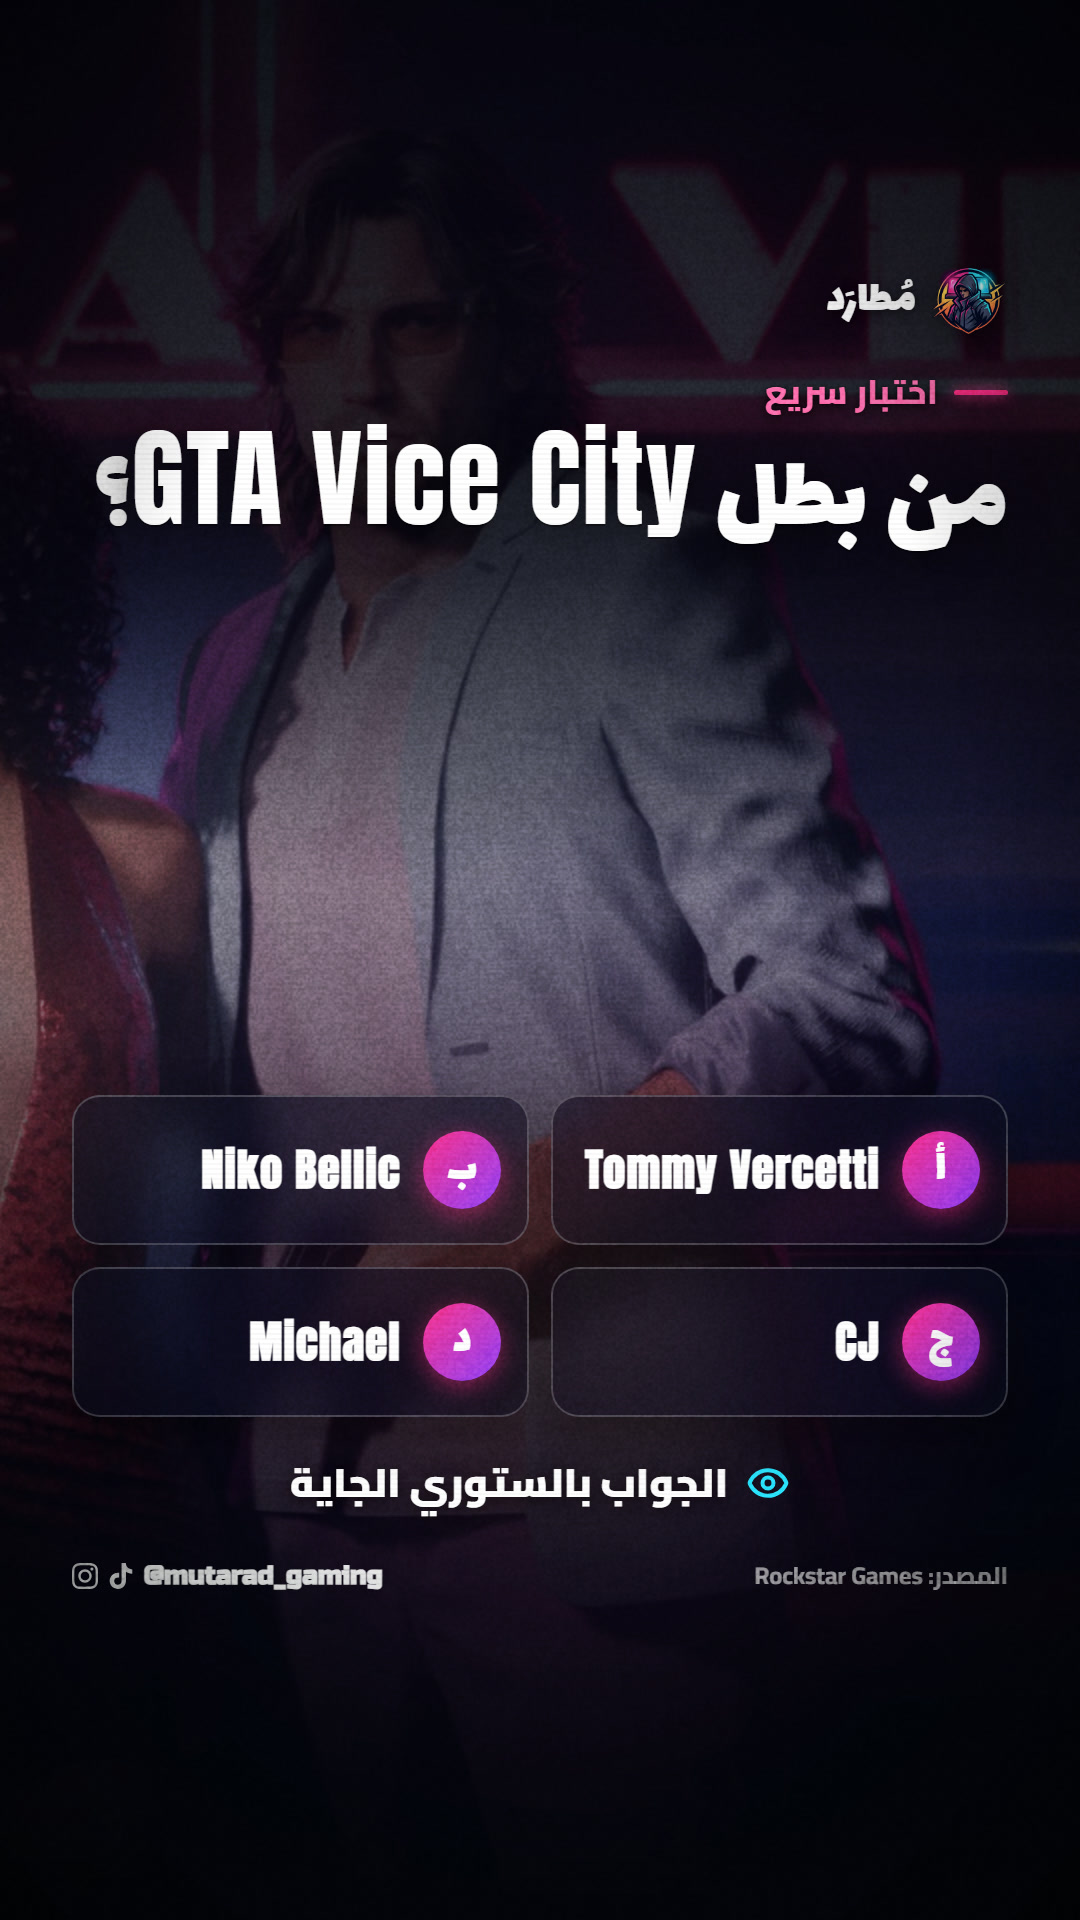 مُطارَد
اختبار سريع
من بطل GTA Vice City؟
أ Tommy Vercetti
ب Niko Bellic
ج CJ
د Michael
الجواب بالستوري الجاية
المصدر: Rockstar Games
@mutarad_gaming